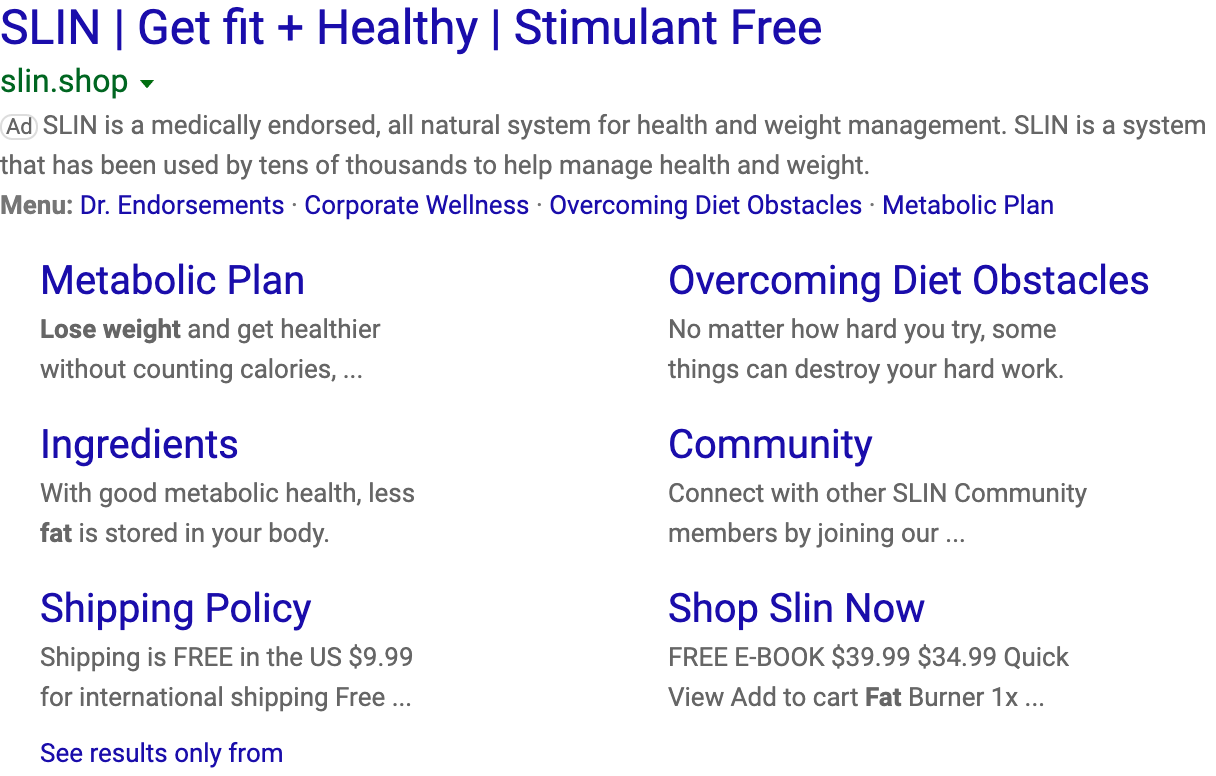 SLIN | Get fit + Healthy | Stimulant Free
slin.shop
Ad SLIN is a medically endorsed, all natural system for health and weight management. SLIN is a system
that has been used by tens of thousands to help manage health and weight.
Menu: Dr. Endorsements · Corporate Wellness · Overcoming Diet Obstacles · Metabolic Plan
Metabolic Plan
Lose weight and get healthier
without counting calories, ...
Overcoming Diet Obstacles
No matter how hard you try, some
things can destroy your hard work.
Ingredients
With good metabolic health, less
fat is stored in your body.
Community
Connect with other SLIN Community
members by joining our ...
Shipping Policy
Shipping is FREE in the US $9.99
for international shipping Free ...
Shop Slin Now
FREE E-BOOK $39.99 $34.99 Quick
View Add to cart Fat Burner 1x ...
See results only from